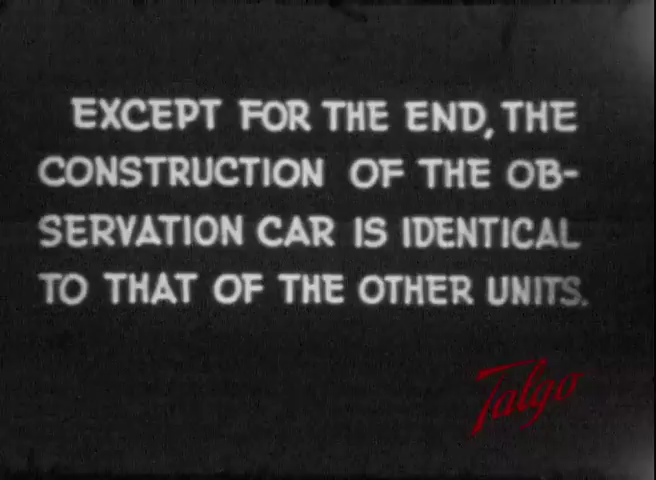 EXCEPT FOR THE END, THE
CONSTRUCTION OF THE OB-
SERVATION CAR IS IDENTICAL
TO THAT OF THE OTHER UNITS.
Talgo